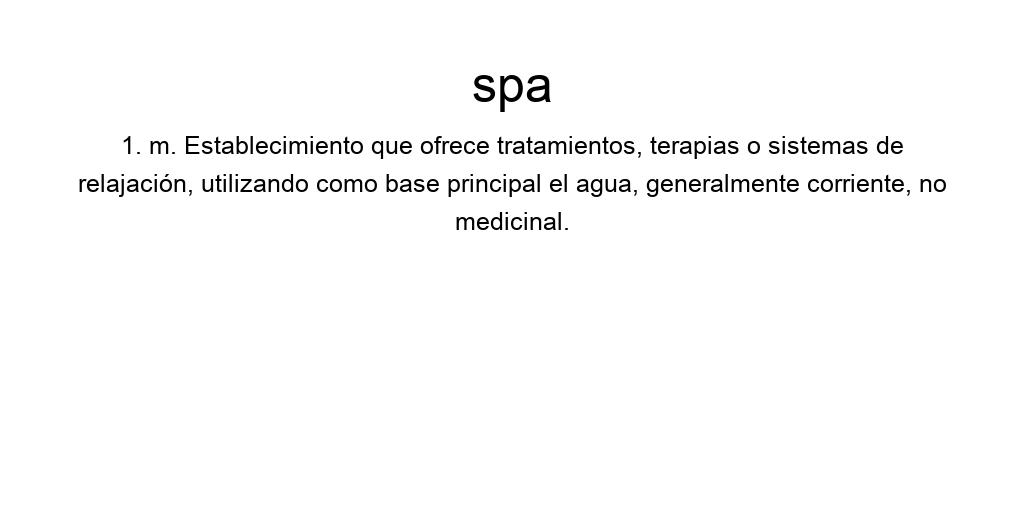 spa
1. m. Establecimiento que ofrece tratamientos, terapias o sistemas de
relajación, utilizando como base principal el agua, generalmente corriente, no
medicinal.